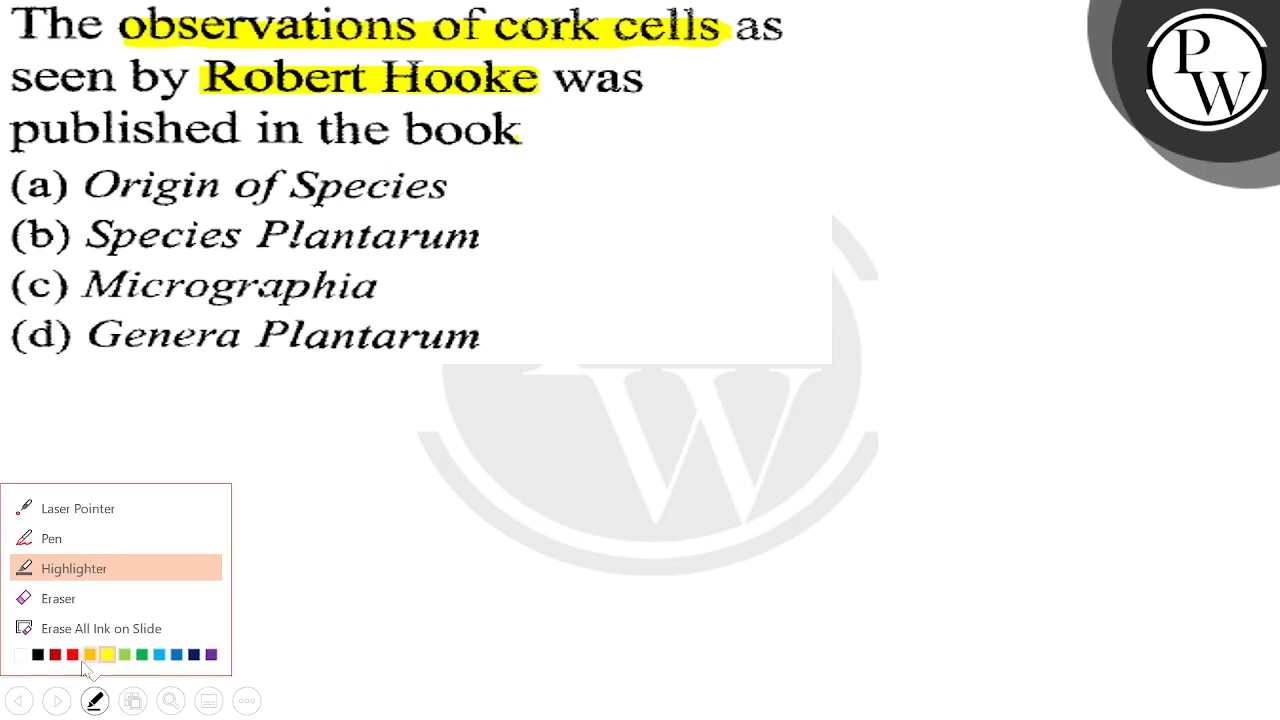 The observations of cork cells as
seen by Robert Hooke was
published in the book
(a) Origin of Species
(b) Species Plantarum
(c) Micrographia
(d) Genera Plantarum
PW
W
Laser Pointer
Pen
Highlighter
Eraser
Erase All Ink on Slide